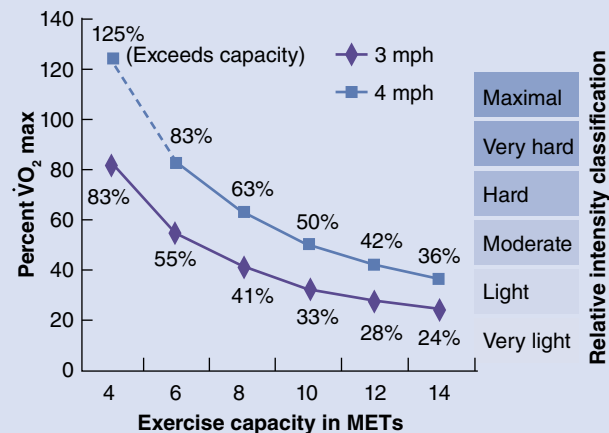 140
120
100
80
60
40
20
0
Percent V̇O₂ max
125%
(Exceeds capacity)
3 mph
4 mph
83%
63%
50%
42%
36%
83%
55%
41%
33%
28%
24%
4
6
8
10
12
14
Exercise capacity in METs
Maximal
Very hard
Hard
Moderate
Light
Very light
Relative intensity classification